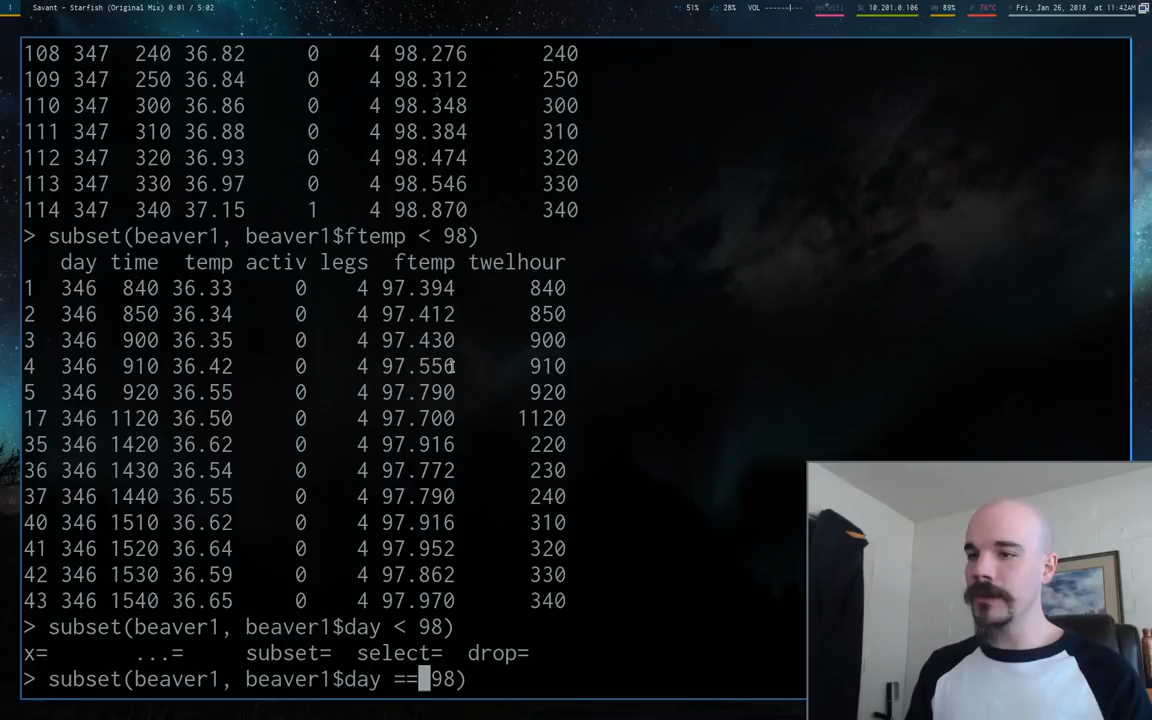 1 Savant - Starfish (Original Mix) 0:01 / 5:02 51% 28% VOL 10.201.0.106 89% 76°C Fri, Jan 26, 2018 at 11:42AM
108 347 240 36.82 0 4 98.276 240
109 347 250 36.84 0 4 98.312 250
110 347 300 36.86 0 4 98.348 300
111 347 310 36.88 0 4 98.384 310
112 347 320 36.93 0 4 98.474 320
113 347 330 36.97 0 4 98.546 330
114 347 340 37.15 1 4 98.870 340
> subset(beaver1, beaver1$ftemp < 98)
day time temp activ legs ftemp twelhour
1 346 840 36.33 0 4 97.394 840
2 346 850 36.34 0 4 97.412 850
3 346 900 36.35 0 4 97.430 900
4 346 910 36.42 0 4 97.556 910
5 346 920 36.55 0 4 97.790 920
17 346 1120 36.50 0 4 97.700 1120
35 346 1420 36.62 0 4 97.916 220
36 346 1430 36.54 0 4 97.772 230
37 346 1440 36.55 0 4 97.790 240
40 346 1510 36.62 0 4 97.916 310
41 346 1520 36.64 0 4 97.952 320
42 346 1530 36.59 0 4 97.862 330
43 346 1540 36.65 0 4 97.970 340
> subset(beaver1, beaver1$day < 98)
x= ...= subset= select= drop=
> subset(beaver1, beaver1$day == 98)